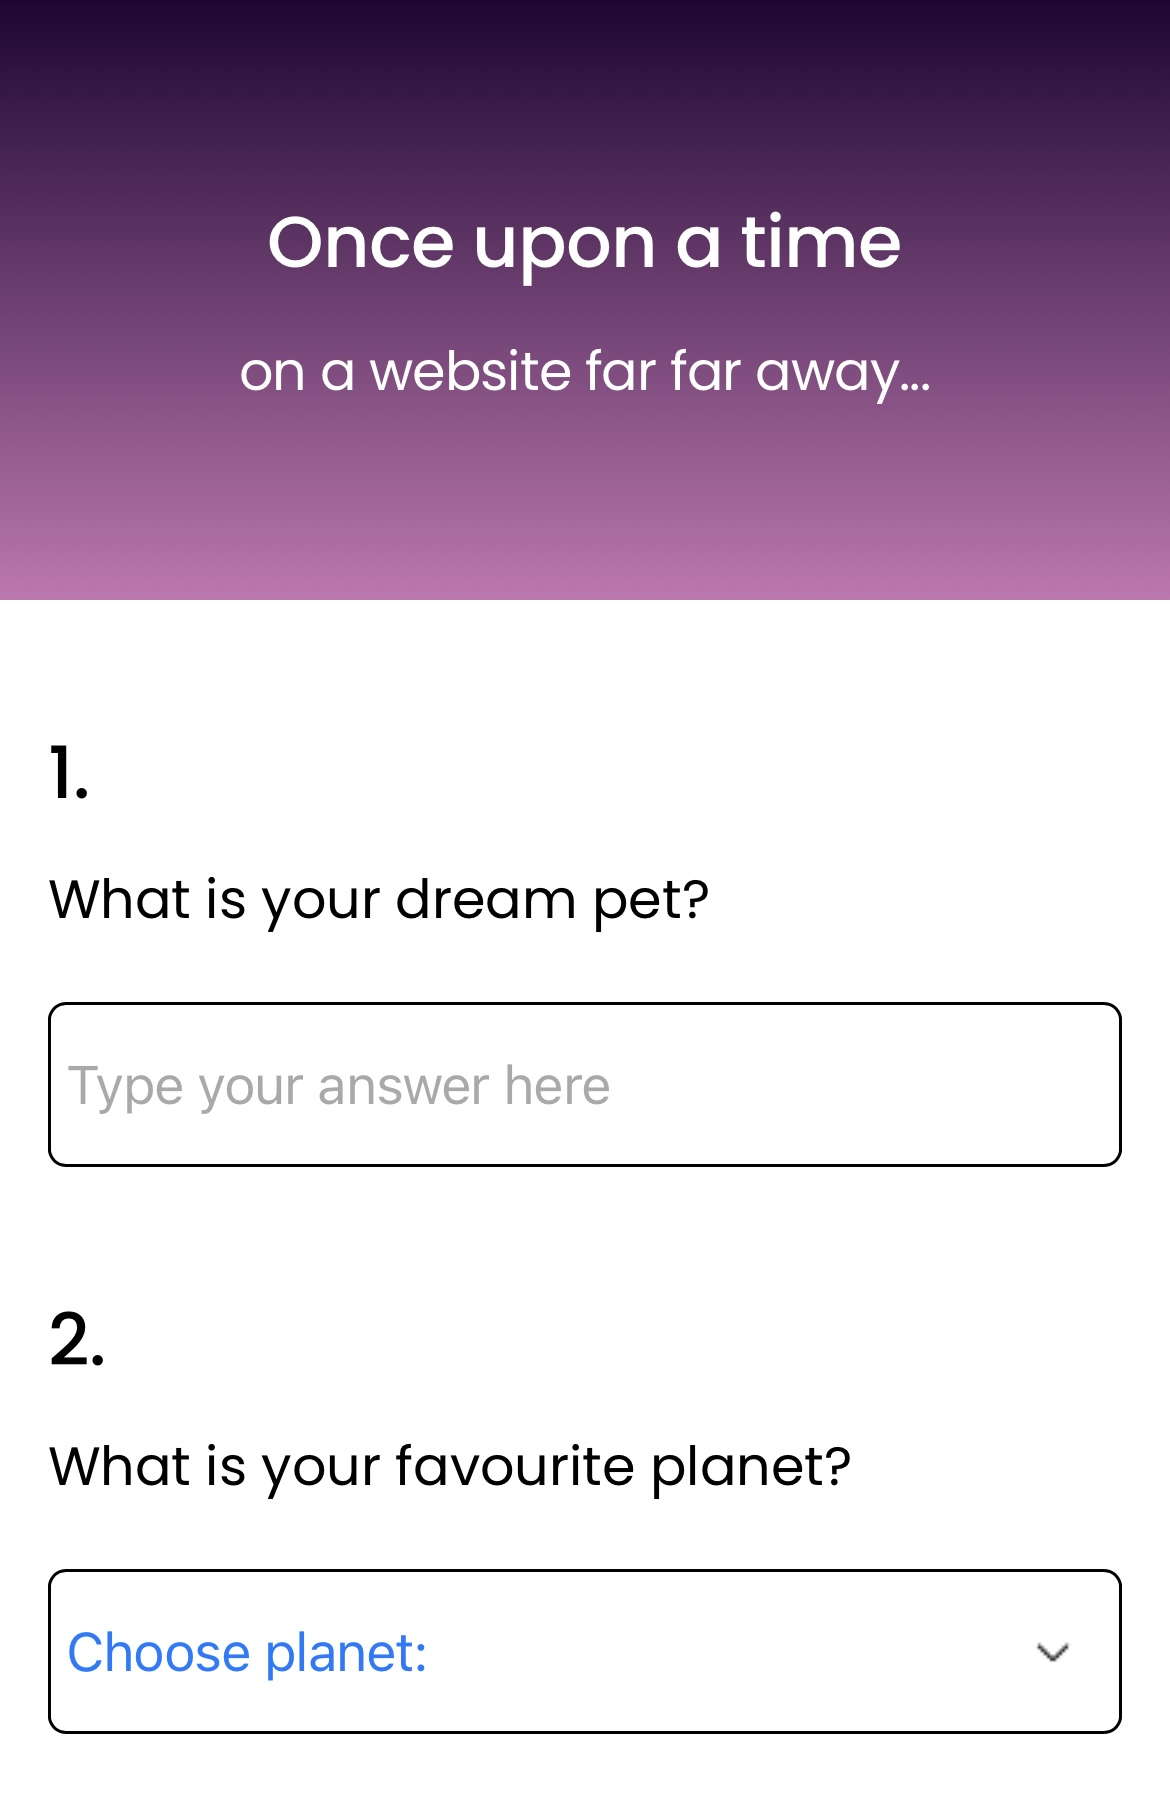 Once upon a time
on a website far far away...
1.
What is your dream pet?
Type your answer here
2.
What is your favourite planet?
Choose planet: